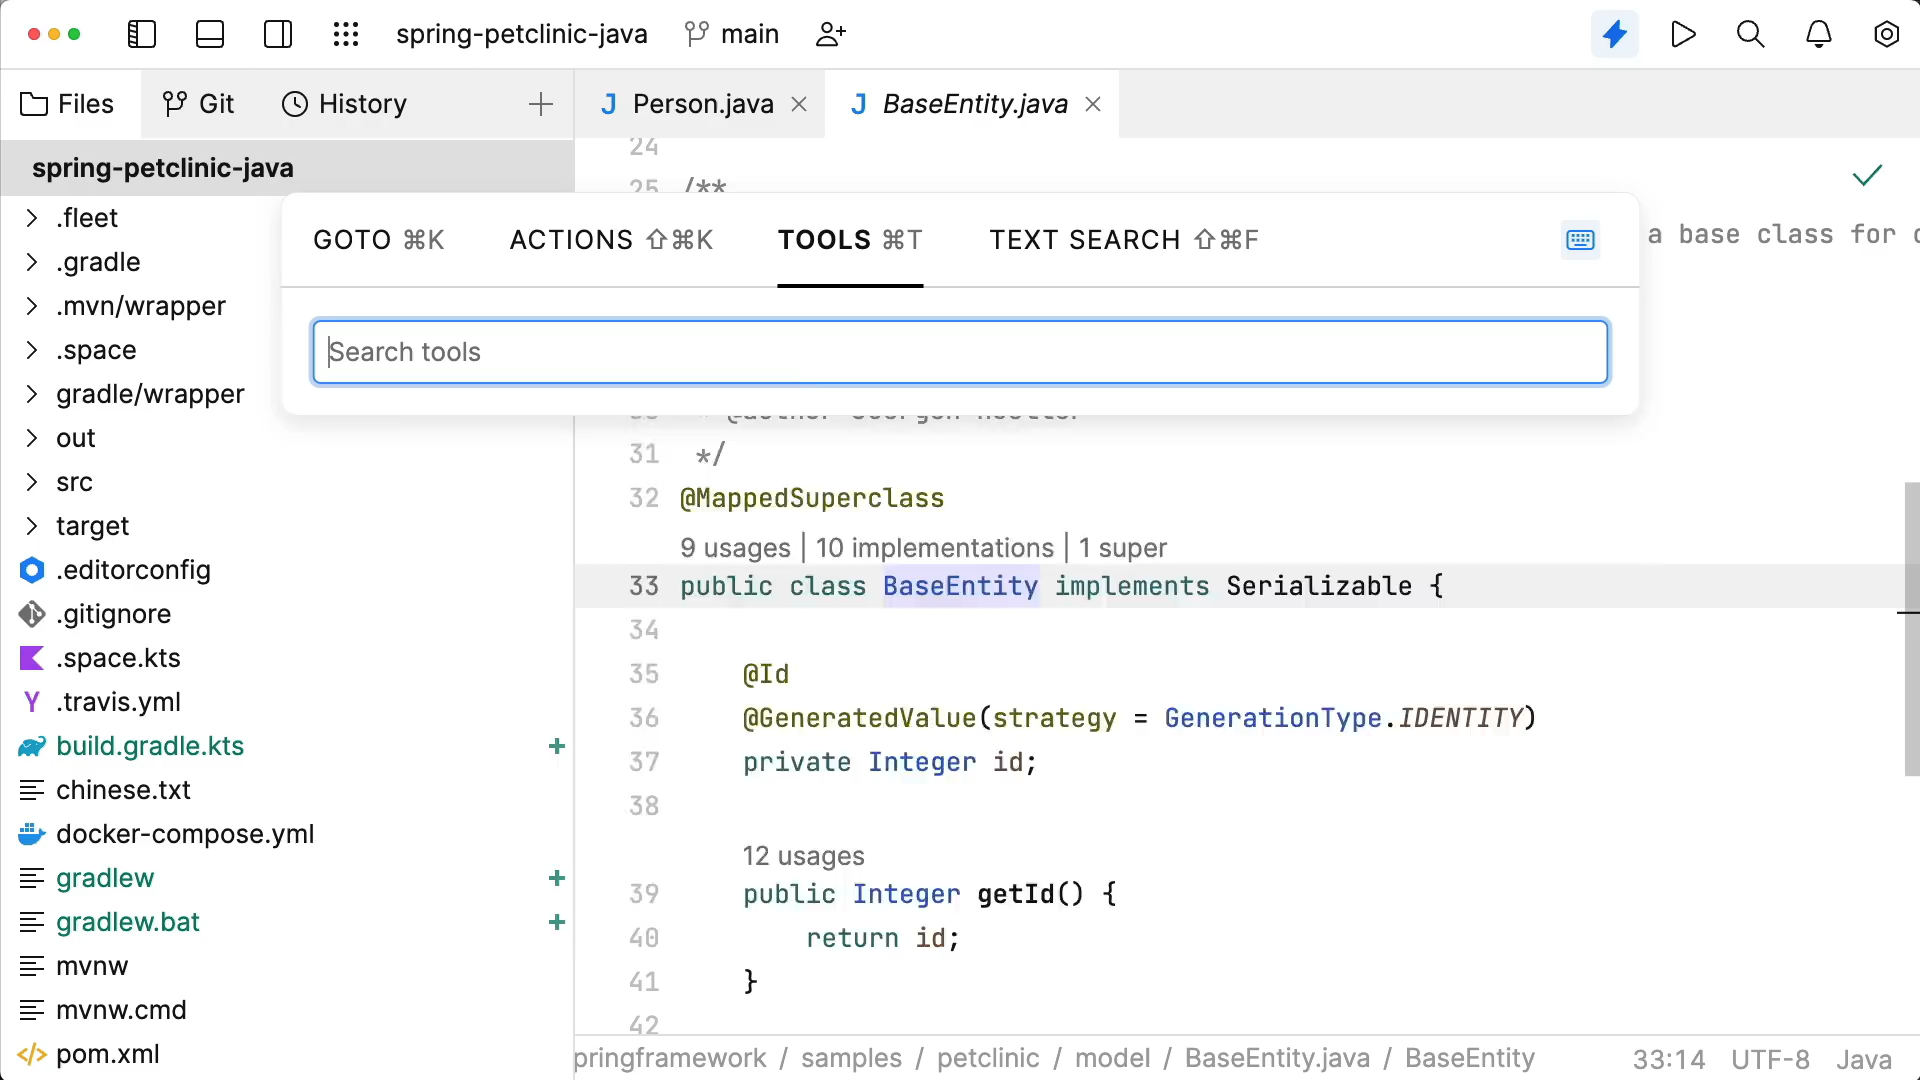 spring-petclinic-java main
Files Git History
Person.java BaseEntity.java
spring-petclinic-java
.fleet
.gradle
.mvn/wrapper
.space
gradle/wrapper
out
src
target
.editorconfig
.gitignore
.space.kts
.travis.yml
build.gradle.kts +
chinese.txt
docker-compose.yml
gradlew +
gradlew.bat +
mvnw
mvnw.cmd
</> pom.xml
GOTO ⌘K ACTIONS ⇧⌘K TOOLS ⌘T TEXT SEARCH ⇧⌘F
Search tools
24
25 /**
a base class for
31 */
32 @MappedSuperclass
9 usages | 10 implementations | 1 super
33 public class BaseEntity implements Serializable {
34
35 @Id
36 @GeneratedValue(strategy = GenerationType.IDENTITY)
37 private Integer id;
38
12 usages
39 public Integer getId() {
40 return id;
41 }
42
pringframework / samples / petclinic / model / BaseEntity.java / BaseEntity
33:14 UTF-8 Java